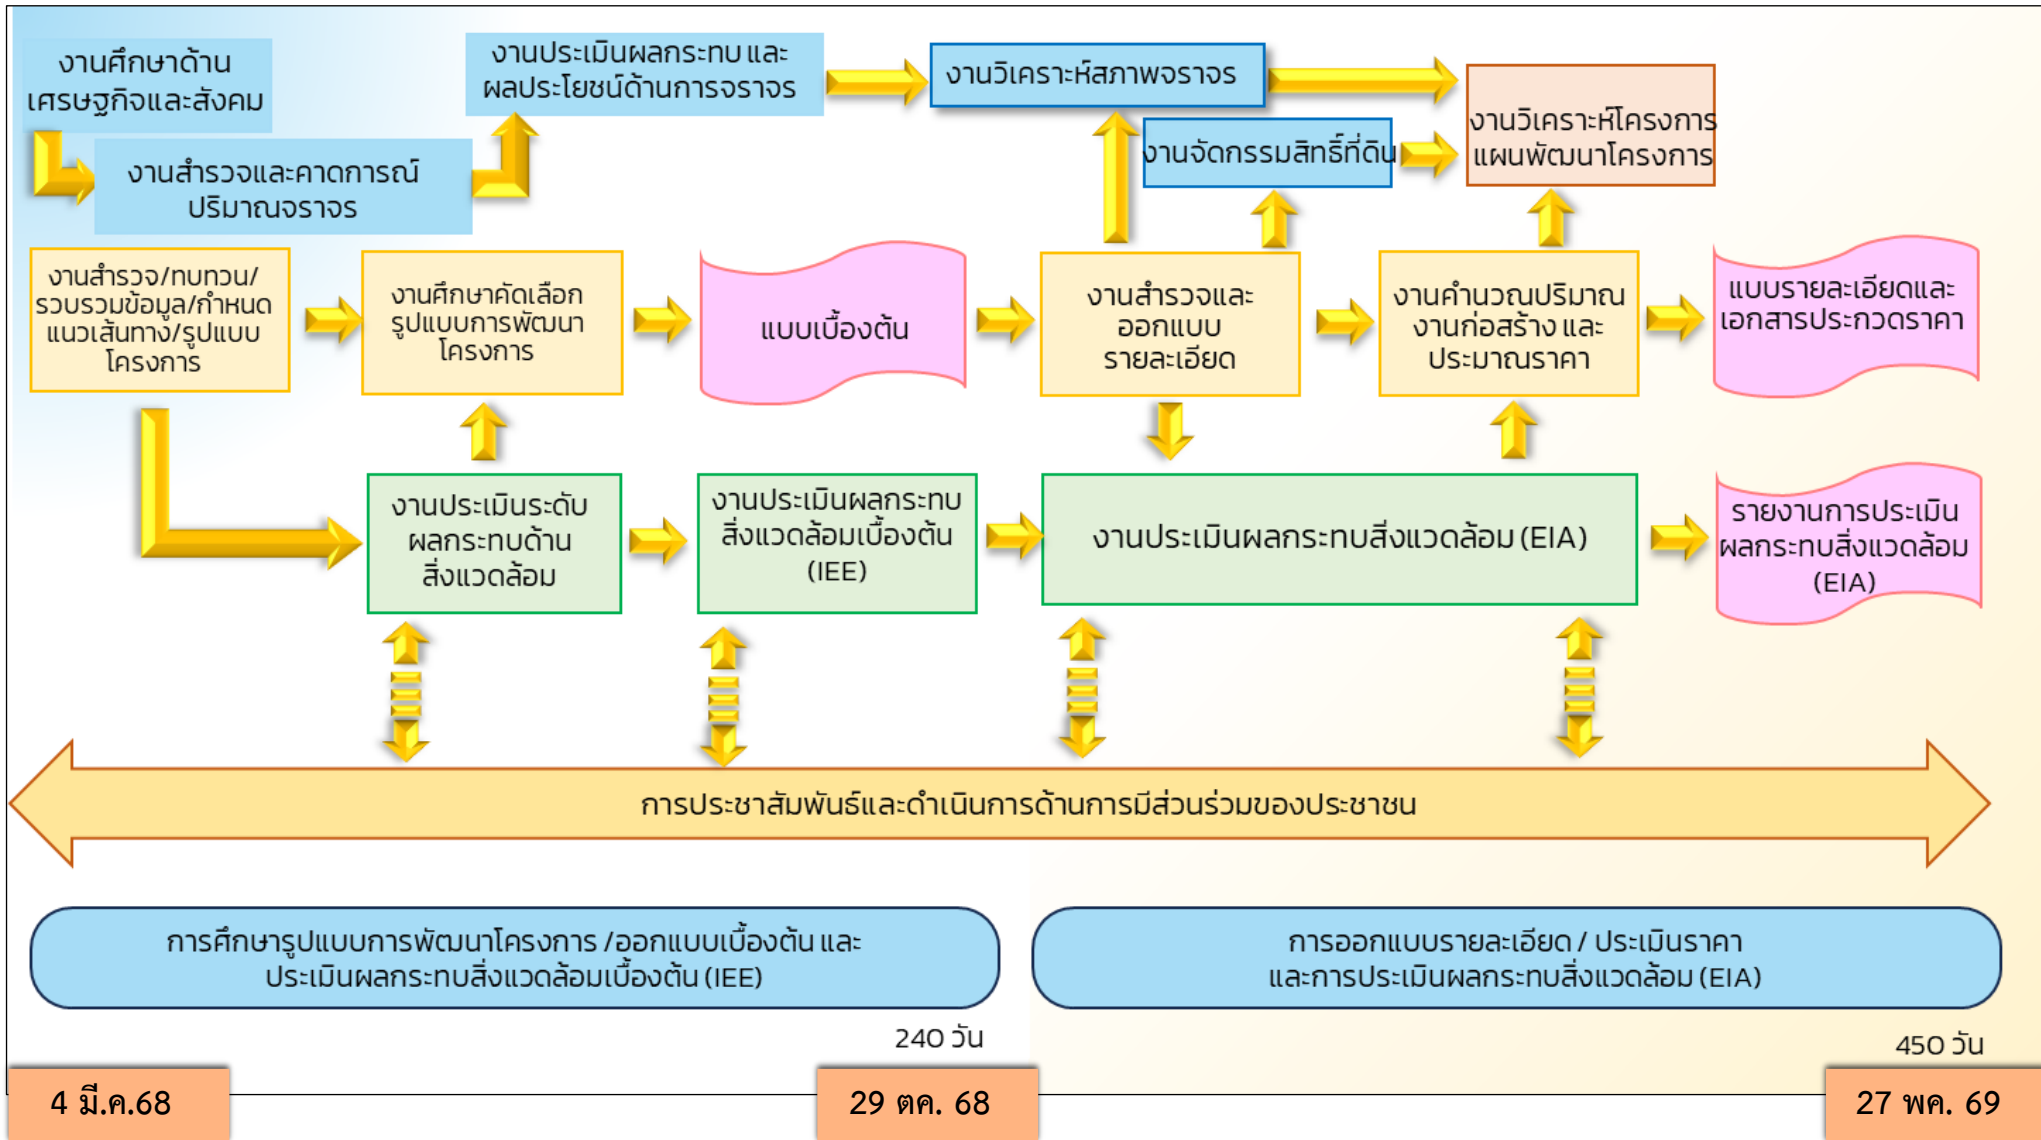 งานศึกษาด้าน
เศรษฐกิจและสังคม
งานสำรวจและคาดการณ์
ปริมาณจราจร
งานประเมินผลกระทบ และ
ผลประโยชน์ด้านการจราจร
งานวิเคราะห์สภาพจราจร
งานจัดกรรมสิทธิ์ที่ดิน
งานวิเคราะห์โครงการ
แผนพัฒนาโครงการ
งานสำรวจ/ทบทวน/
รวบรวมข้อมูล/กำหนด
แนวเส้นทาง/รูปแบบ
โครงการ
งานศึกษาคัดเลือก
รูปแบบการพัฒนา
โครงการ
แบบเบื้องต้น
งานสำรวจและ
ออกแบบ
รายละเอียด
งานคำนวณปริมาณ
งานก่อสร้าง และ
ประมาณราคา
แบบรายละเอียดและ
เอกสารประกวดราคา
งานประเมินระดับ
ผลกระทบด้าน
สิ่งแวดล้อม
งานประเมินผลกระทบ
สิ่งแวดล้อมเบื้องต้น
(IEE)
งานประเมินผลกระทบสิ่งแวดล้อม (EIA)
รายงานการประเมิน
ผลกระทบสิ่งแวดล้อม
(EIA)
การประชาสัมพันธ์และดำเนินการด้านการมีส่วนร่วมของประชาชน
การศึกษารูปแบบการพัฒนาโครงการ /ออกแบบเบื้องต้น และ
ประเมินผลกระทบสิ่งแวดล้อมเบื้องต้น (IEE)
การออกแบบรายละเอียด / ประเมินราคา
และการประเมินผลกระทบสิ่งแวดล้อม (EIA)
240 วัน
450 วัน
4 มี.ค.68
29 ตค. 68
27 พค. 69